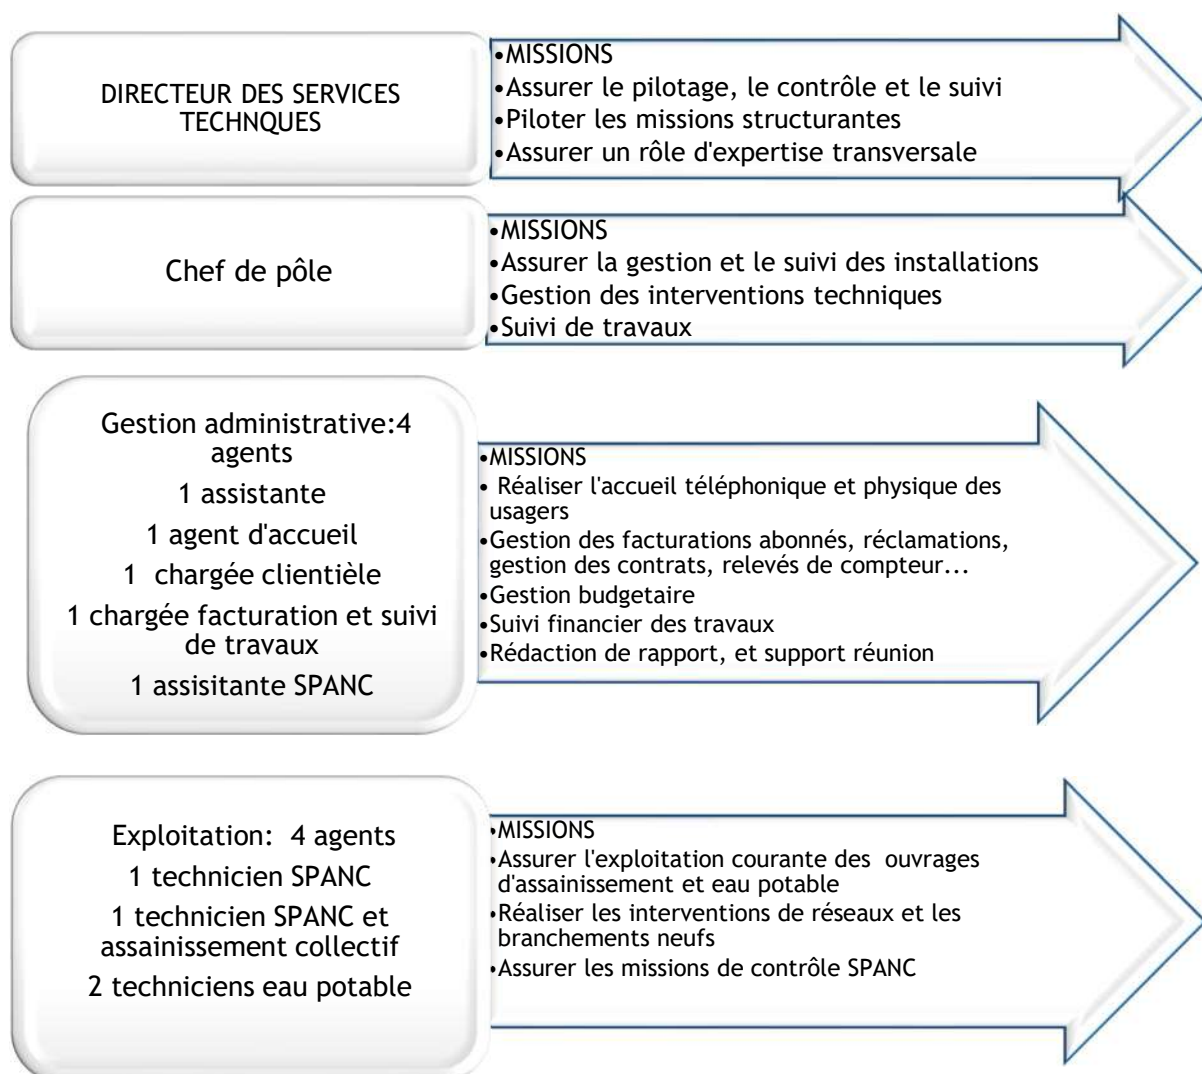 DIRECTEUR DES SERVICES
TECHNQUES
•MISSIONS
•Assurer le pilotage, le contrôle et le suivi
•Piloter les missions structurantes
•Assurer un rôle d'expertise transversale
Chef de pôle
•MISSIONS
•Assurer la gestion et le suivi des installations
•Gestion des interventions techniques
•Suivi de travaux
Gestion administrative:4
agents
1 assistante
1 agent d'accueil
1 chargée clientèle
1 chargée facturation et suivi
de travaux
1 assisitante SPANC
•MISSIONS
• Réaliser l'accueil téléphonique et physique des
usagers
•Gestion des facturations abonnés, réclamations,
gestion des contrats, relevés de compteur...
•Gestion budgetaire
•Suivi financier des travaux
•Rédaction de rapport, et support réunion
Exploitation: 4 agents
1 technicien SPANC
1 technicien SPANC et
assainissement collectif
2 techniciens eau potable
•MISSIONS
•Assurer l'exploitation courante des ouvrages
d'assainissement et eau potable
•Réaliser les interventions de réseaux et les
branchements neufs
•Assurer les missions de contrôle SPANC